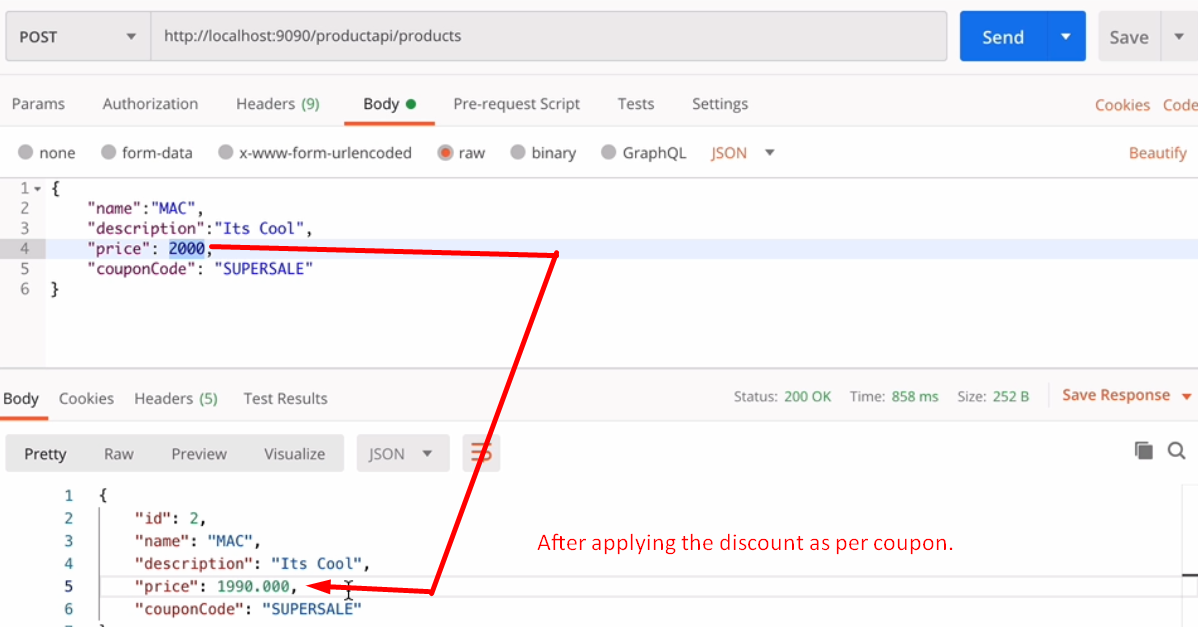 POST http://localhost:9090/productapi/products Send Save
Params Authorization Headers (9) Body Pre-request Script Tests Settings Cookies Code
none form-data x-www-form-urlencoded raw binary GraphQL JSON Beautify
1 {
2 "name":"MAC",
3 "description":"Its Cool",
4 "price": 2000,
5 "couponCode": "SUPERSALE"
6 }
Body Cookies Headers (5) Test Results Status: 200 OK Time: 858 ms Size: 252 B Save Response
Pretty Raw Preview Visualize JSON
1 {
2 "id": 2,
3 "name": "MAC",
After applying the discount as per coupon.
4 "description": "Its Cool",
5 "price": 1990.000,
6 "couponCode": "SUPERSALE"